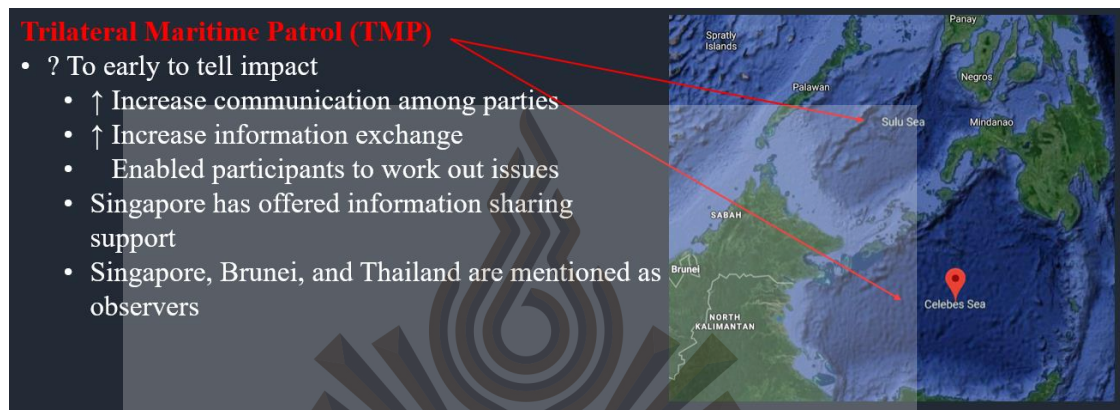 Trilateral Maritime Patrol (TMP)
• ? To early to tell impact
• ↑ Increase communication among parties
• ↑ Increase information exchange
• Enabled participants to work out issues
• Singapore has offered information sharing
support
• Singapore, Brunei, and Thailand are mentioned as
observers
Panay
Spratly
Islands
Negros
Palawan
Sulu Sea
Mindanao
SABAH
Brunei
Celebes Sea
NORTH
KALIMANTAN